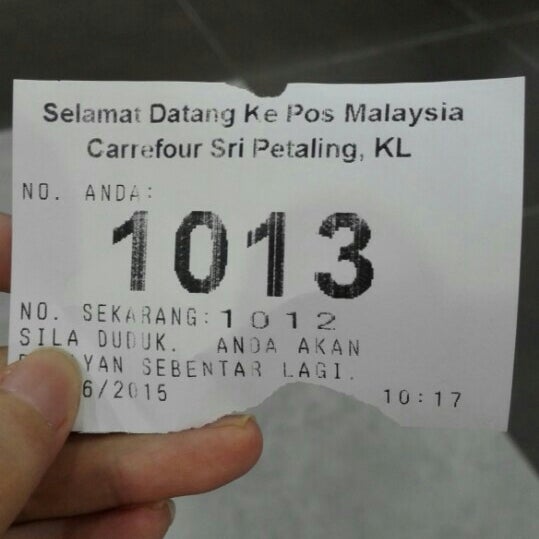 Selamat Datang Ke Pos Malaysia
Carrefour Sri Petaling, KL
NO. ANDA:
1013
NO. SEKARANG: 1012
SILA DUDUK. ANDA AKAN
SEBENTAR LAGI.
6/2015 10:17